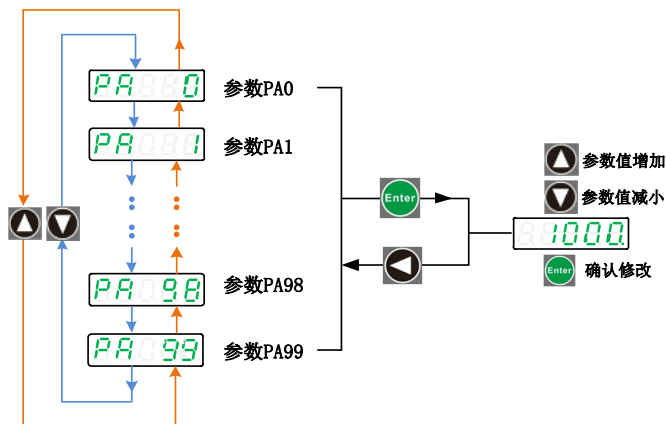 PA 0 参数PA0
PA 1 参数PA1
Enter
参数值增加
参数值减小
1000.
PA 98 参数PA98
Enter 确认修改
PA 99 参数PA99